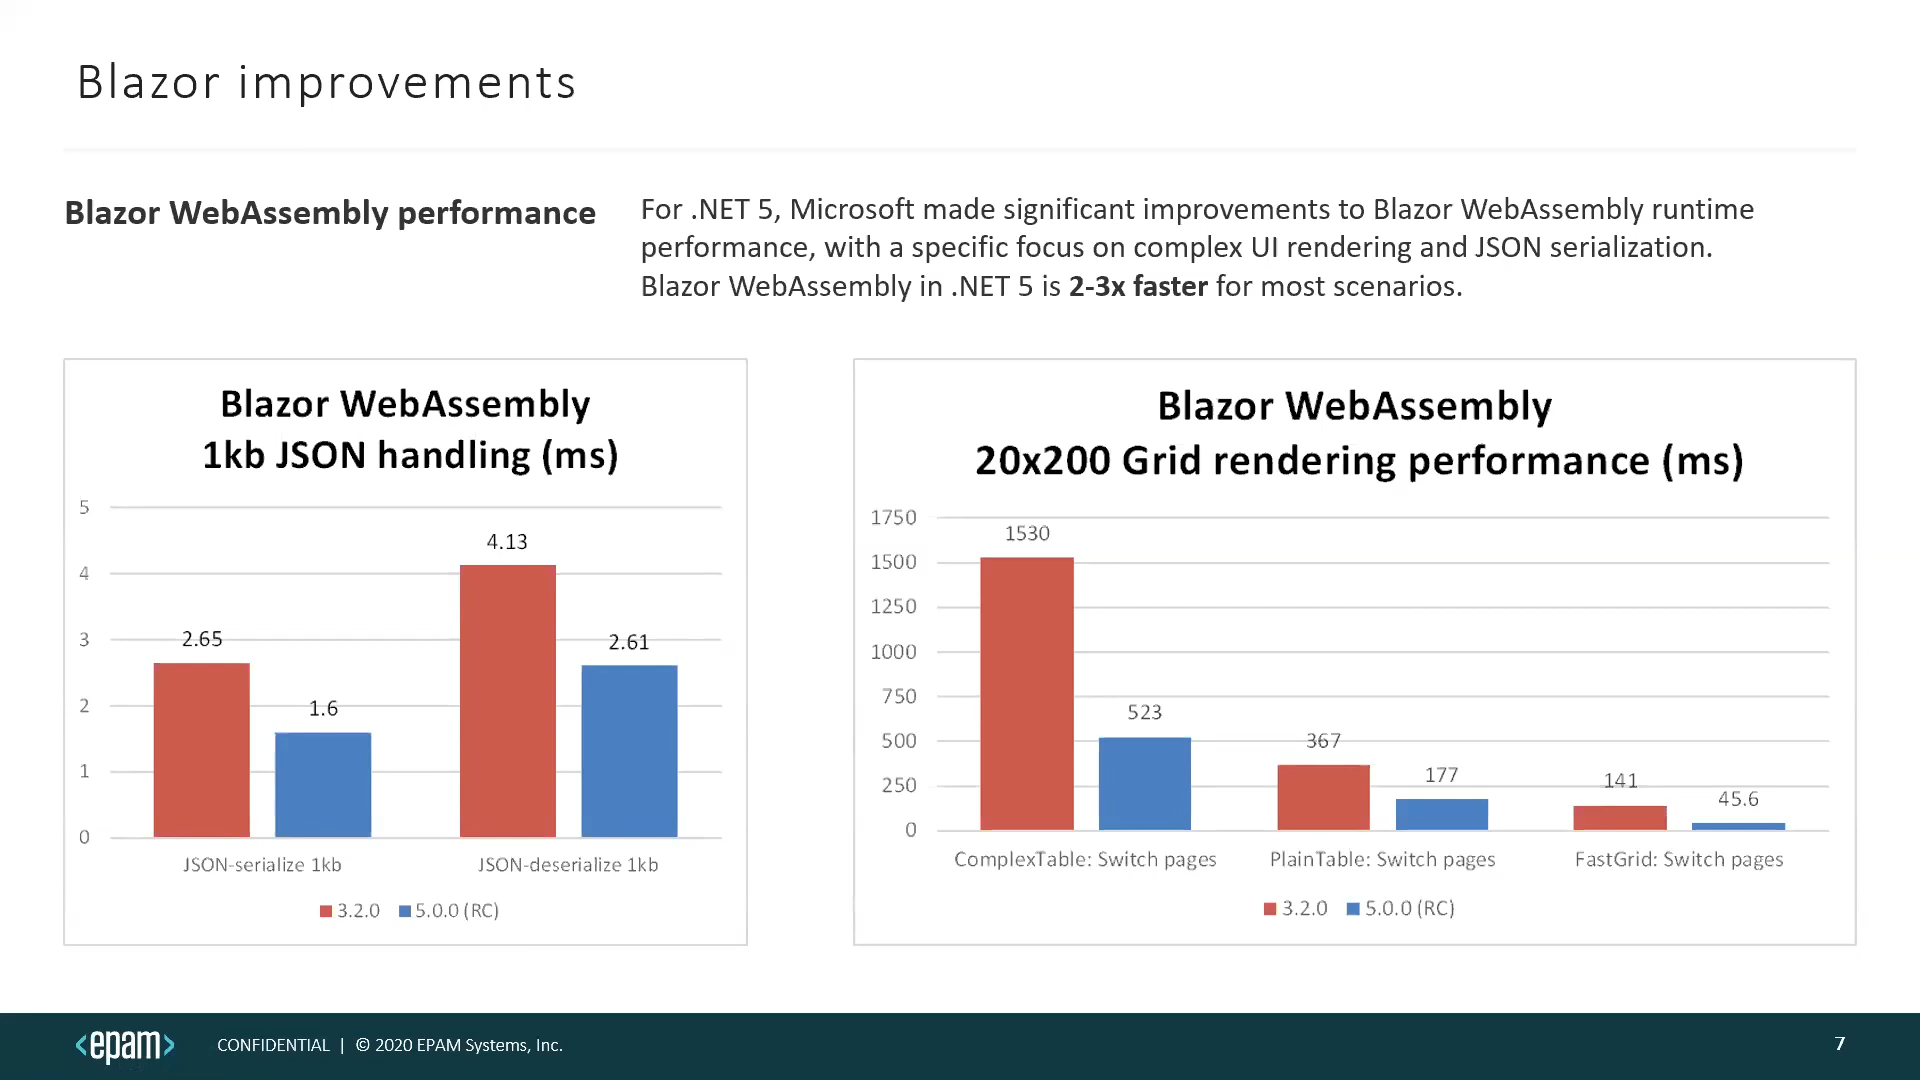 Blazor improvements
Blazor WebAssembly performance
For .NET 5, Microsoft made significant improvements to Blazor WebAssembly runtime
performance, with a specific focus on complex UI rendering and JSON serialization.
Blazor WebAssembly in .NET 5 is 2-3x faster for most scenarios.
Blazor WebAssembly
1kb JSON handling (ms)
5
4
3
2
1
0
2.65
1.6
4.13
2.61
JSON-serialize 1kb
JSON-deserialize 1kb
3.2.0
5.0.0 (RC)
Blazor WebAssembly
20x200 Grid rendering performance (ms)
1750
1500
1250
1000
750
500
250
0
1530
523
367
177
141
45.6
ComplexTable: Switch pages
PlainTable: Switch pages
FastGrid: Switch pages
3.2.0
5.0.0 (RC)
<epam>
CONFIDENTIAL | © 2020 EPAM Systems, Inc.
7